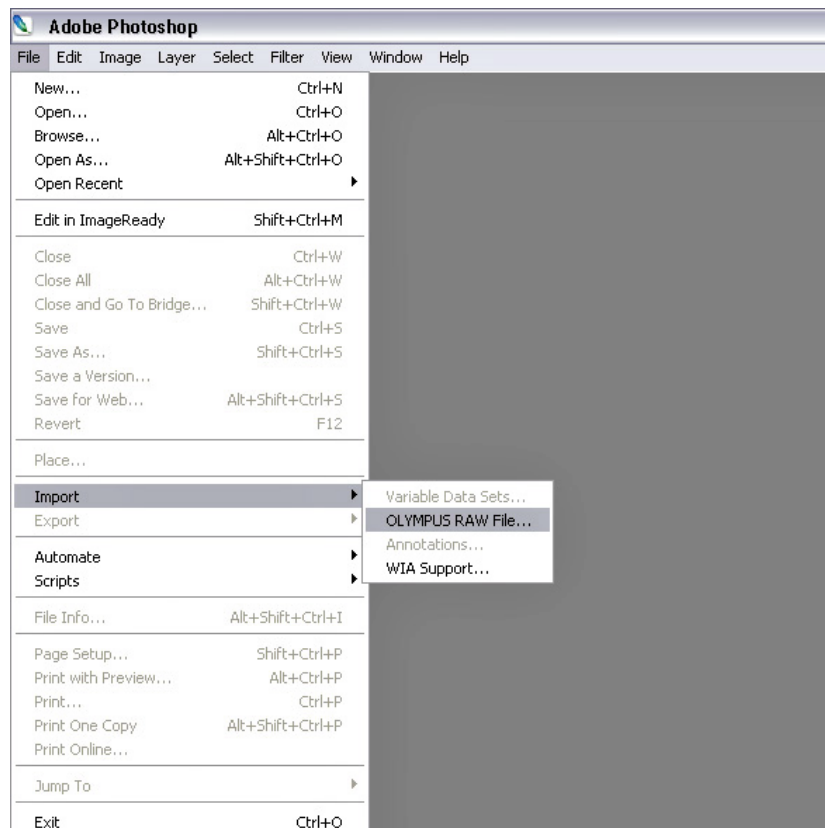 Adobe Photoshop
File Edit Image Layer Select Filter View Window Help
New... Ctrl+N
Open... Ctrl+O
Browse... Alt+Ctrl+O
Open As... Alt+Shift+Ctrl+O
Open Recent
Edit in ImageReady Shift+Ctrl+M
Close Ctrl+W
Close All Alt+Ctrl+W
Close and Go To Bridge... Shift+Ctrl+W
Save Ctrl+S
Save As... Shift+Ctrl+S
Save a Version...
Save for Web... Alt+Shift+Ctrl+S
Revert F12
Place...
Import
Export
Automate
Scripts
File Info... Alt+Shift+Ctrl+I
Page Setup... Shift+Ctrl+P
Print with Preview... Alt+Ctrl+P
Print... Ctrl+P
Print One Copy Alt+Shift+Ctrl+P
Print Online...
Jump To
Exit Ctrl+Q
Variable Data Sets...
OLYMPUS RAW File...
Annotations...
WIA Support...